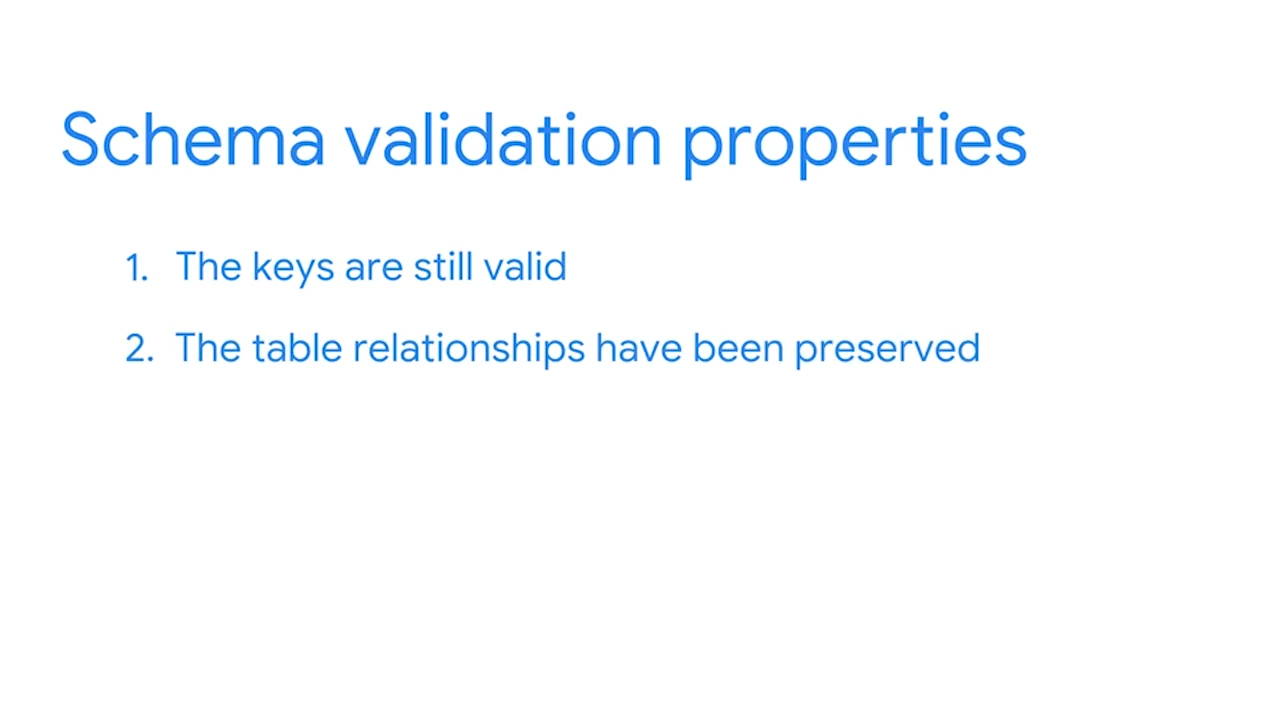 Schema validation properties
1. The keys are still valid
2. The table relationships have been preserved